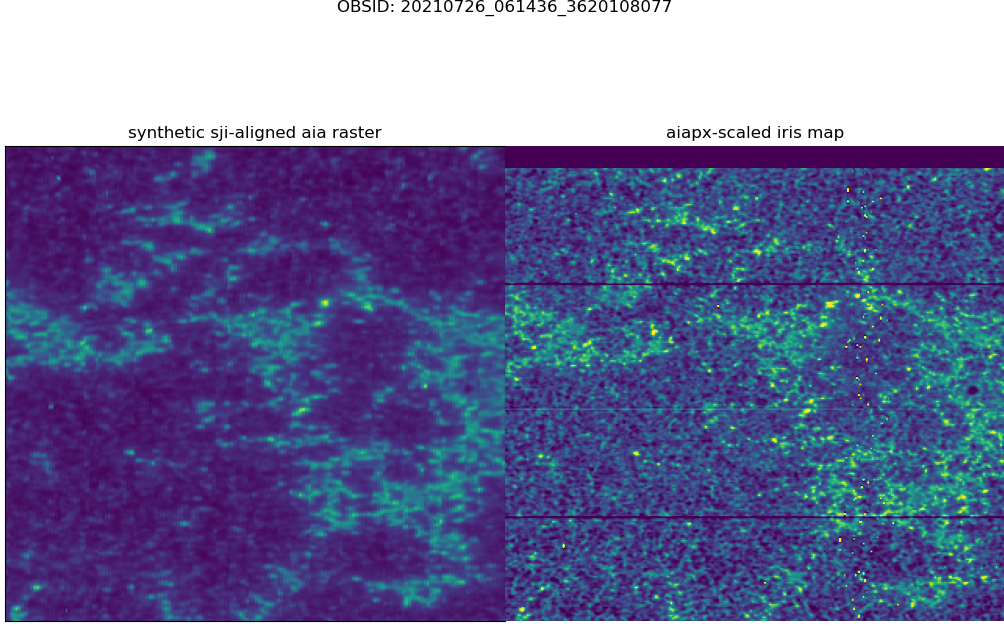 OBSID: 20210726_061436_3620108077
synthetic sji-aligned aia raster
aiapx-scaled iris map